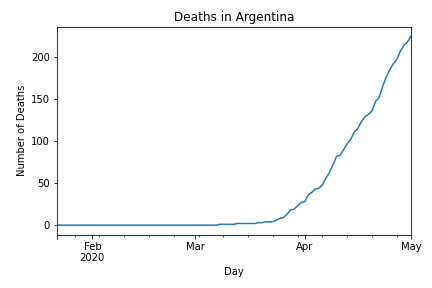 Deaths in Argentina
Number of Deaths
200
150
100
50
0
Feb
2020
Mar
Apr
May
Day